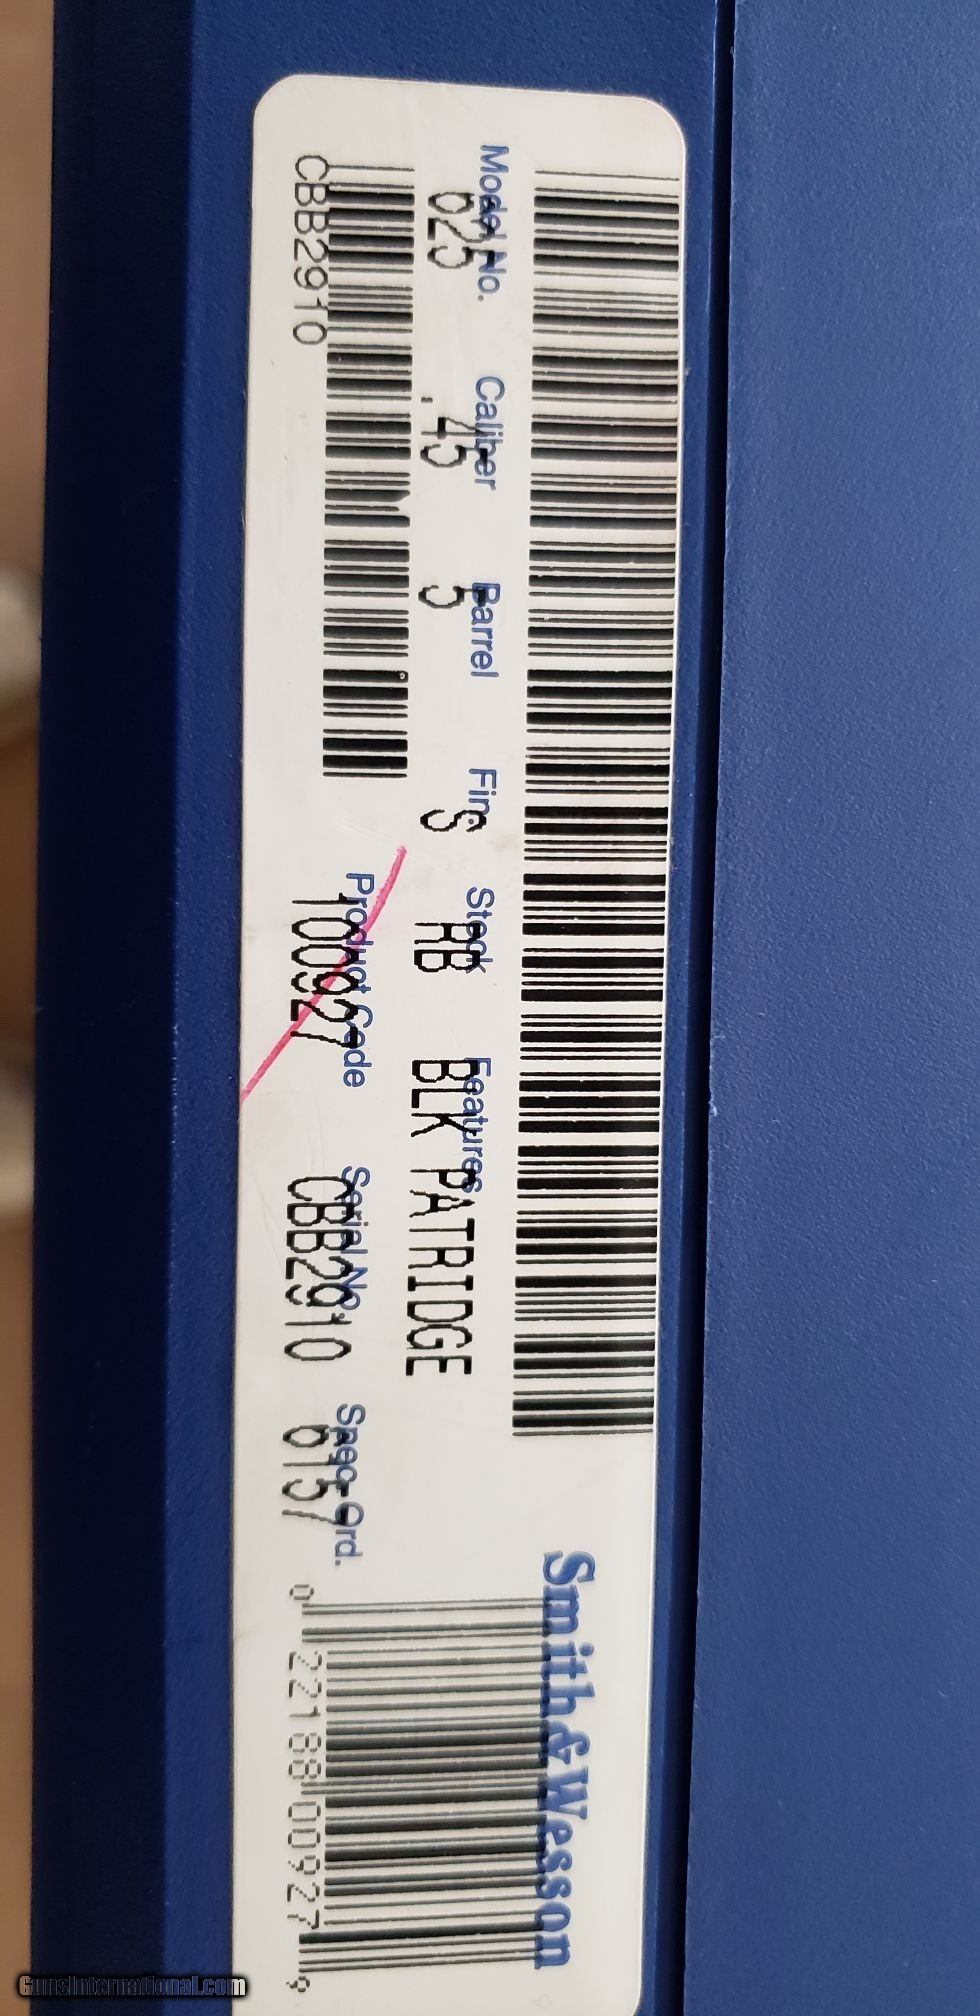 Smith & Wesson
Model No. Caliber Barrel Fin. Stock Features
625 .45 5 S RB BLK PATRIDGE
CBB2910
Product Code Serial No. Spec. Ord.
100927 CBB2910 0157
0 22188 00927 9
GunsInternational.com